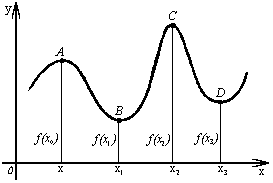 y
C
A
D
B
f(x₀) f(x₁) f(x₂) f(x₃)
0 x x₁ x₂ x₃ x